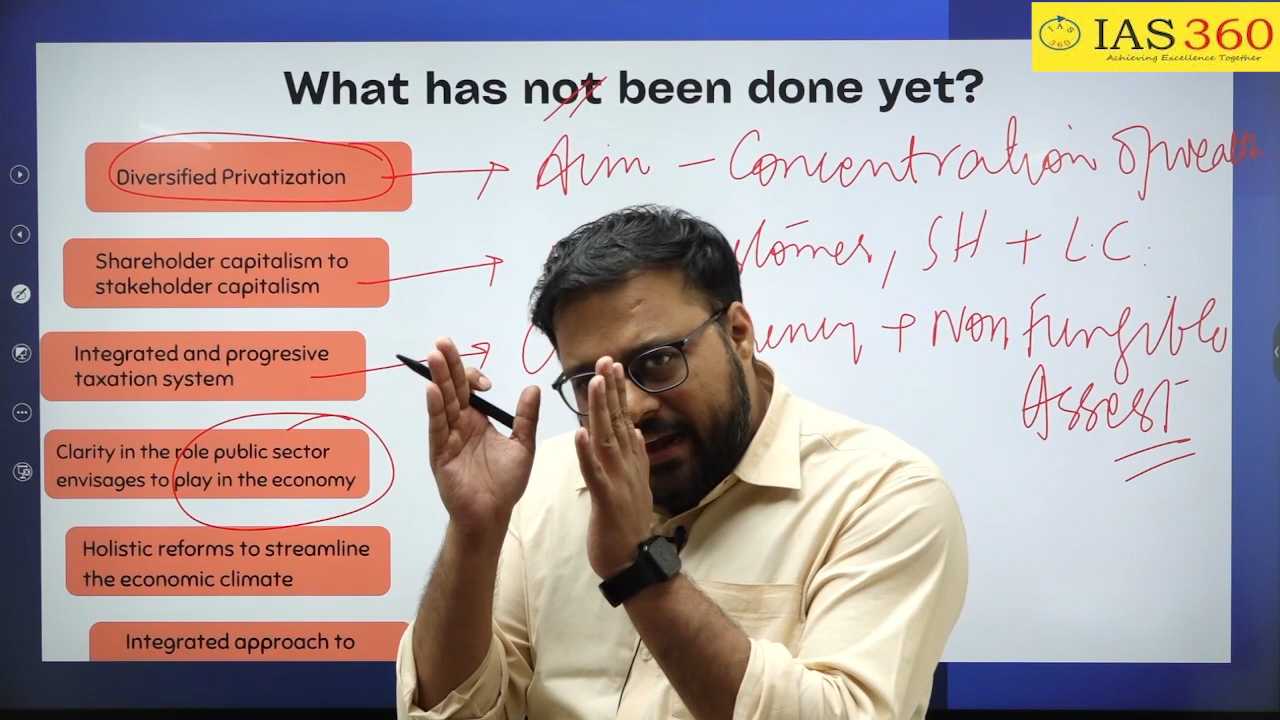 IAS 360
Achieving Excellence Together
What has not been done yet?
Diversified Privatization
Aim - Concentration of wealth
Shareholder capitalism to
stakeholder capitalism
SH + L.C.
Integrated and progresive
taxation system
+ Non Fungible
Assest
Clarity in the role public sector
envisages to play in the economy
Holistic reforms to streamline
the economic climate
Integrated approach to